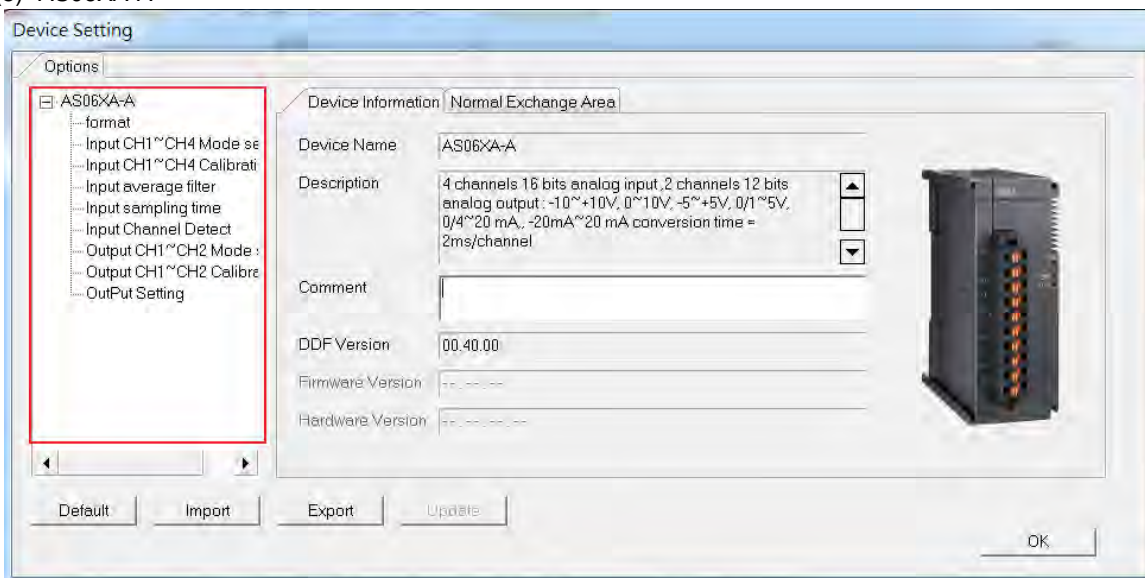 Device Setting
Options
AS06XA-A
format
Input CH1~CH4 Mode se
Input CH1~CH4 Calibrati
Input average filter
Input sampling time
Input Channel Detect
Output CH1~CH2 Mode
Output CH1~CH2 Calibra
OutPut Setting
Device Information Normal Exchange Area
Device Name AS06XA-A
Description 4 channels 16 bits analog input ,2 channels 12 bits
analog output : -10~+10V, 0~10V, -5~+5V, 0/1~5V,
0/4~20 mA,, -20mA~20 mA conversion time =
2ms/channel
Comment
DDF Version 00.40.00
Firmware Version --.--.--
Hardware Version --.--.--.--
Default Import Export Update
OK